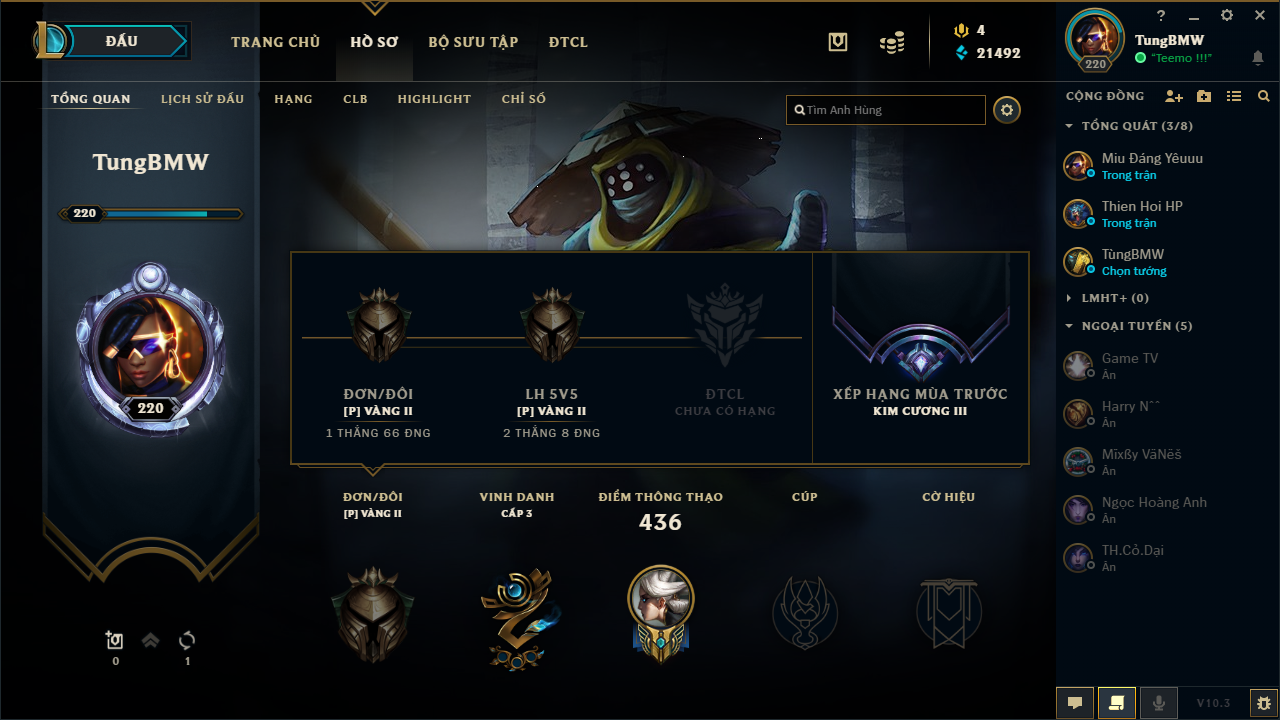 ĐẤU
TRANG CHỦ
HỒ SƠ
BỘ SƯU TẬP
ĐTCL
4
21492
?
TungBMW
"Teemo !!!"
220
TỔNG QUAN
LỊCH SỬ ĐẤU
HẠNG
CLB
HIGHLIGHT
CHỈ SỐ
Tìm Anh Hùng
CỘNG ĐỒNG
TỔNG QUÁT (3/8)
Miu Đáng Yêuuu
Trong trận
Thien Hoi HP
Trong trận
TùngBMW
Chọn tướng
LMHT+ (0)
NGOẠI TUYẾN (5)
Game TV
Ẩn
Harry Nˆˆ
Ẩn
Mïxßy VäNëš
Ẩn
Ngọc Hoàng Anh
Ẩn
TH.Cỏ.Dại
Ẩn
TungBMW
220
220
ĐƠN/ĐÔI
[P] VÀNG II
1 THẮNG 66 ĐNG
LH 5V5
[P] VÀNG II
2 THẮNG 8 ĐNG
ĐTCL
CHƯA CÓ HẠNG
XẾP HẠNG MÙA TRƯỚC
KIM CƯƠNG III
ĐƠN/ĐÔI
[P] VÀNG II
VINH DANH
CẤP 3
ĐIỂM THÔNG THẠO
436
CÚP
CỜ HIỆU
0
1
V10.3